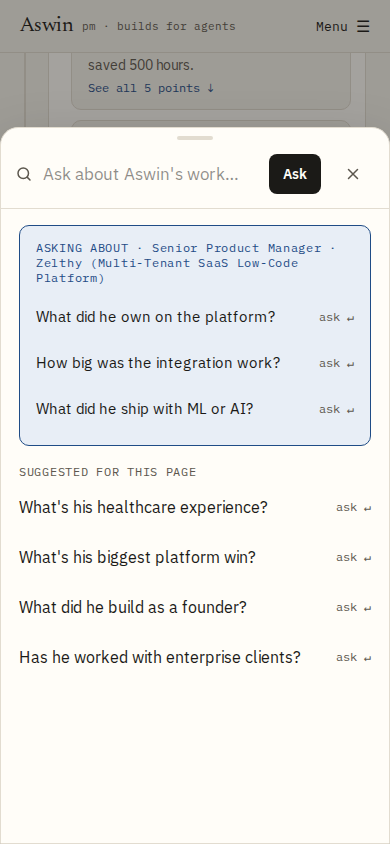 Aswin pm · builds for agents Menu ☰
saved 500 hours.
See all 5 points ↓
Ask about Aswin's work... Ask ×
ASKING ABOUT · Senior Product Manager ·
Zelthy (Multi-Tenant SaaS Low-Code
Platform)
What did he own on the platform? ask ↵
How big was the integration work? ask ↵
What did he ship with ML or AI? ask ↵
SUGGESTED FOR THIS PAGE
What's his healthcare experience? ask ↵
What's his biggest platform win? ask ↵
What did he build as a founder? ask ↵
Has he worked with enterprise clients? ask ↵